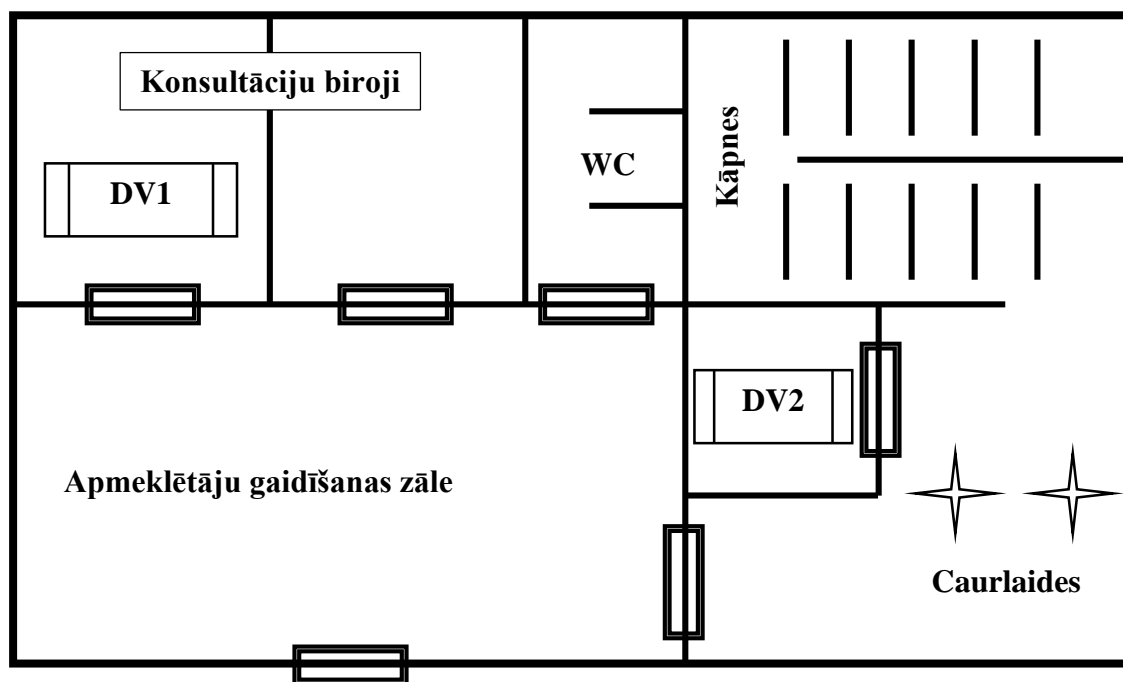 Konsultāciju biroji
DV1
WC
Kāpnes
DV2
Apmeklētāju gaidīšanas zāle
Caurlaides